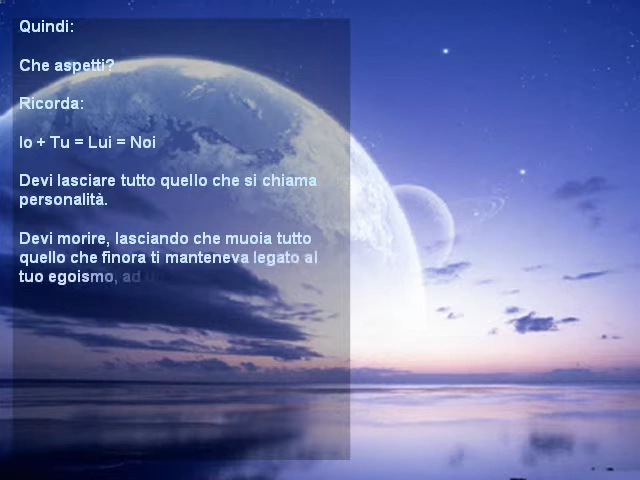 Quindi:
Che aspetti?
Ricorda:
Io + Tu = Lui = Noi
Devi lasciare tutto quello che si chiama
personalità.
Devi morire, lasciando che muoia tutto
quello che finora ti manteneva legato al
tuo egoismo, ad